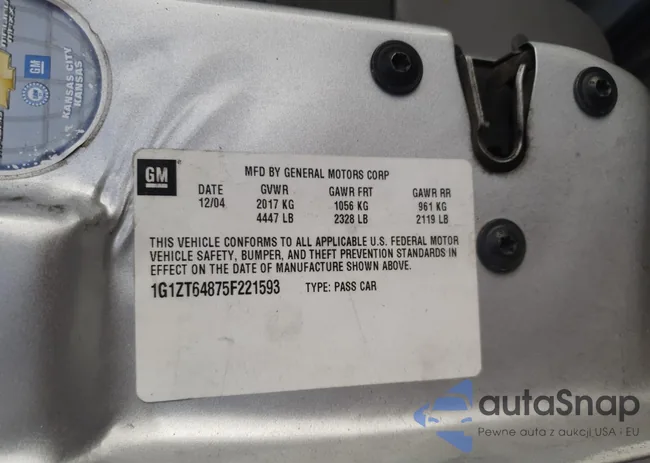 KANSAS CITY
KANSAS
GM
GM
MFD BY GENERAL MOTORS CORP
DATE GVWR GAWR FRT GAWR RR
12/04 2017 KG 1056 KG 961 KG
4447 LB 2328 LB 2119 LB
THIS VEHICLE CONFORMS TO ALL APPLICABLE U.S. FEDERAL MOTOR
VEHICLE SAFETY, BUMPER, AND THEFT PREVENTION STANDARDS IN
EFFECT ON THE DATE OF MANUFACTURE SHOWN ABOVE.
1G1ZT64875F221593 TYPE: PASS CAR
autaSnap
Pewne auta z aukcji USA - EU